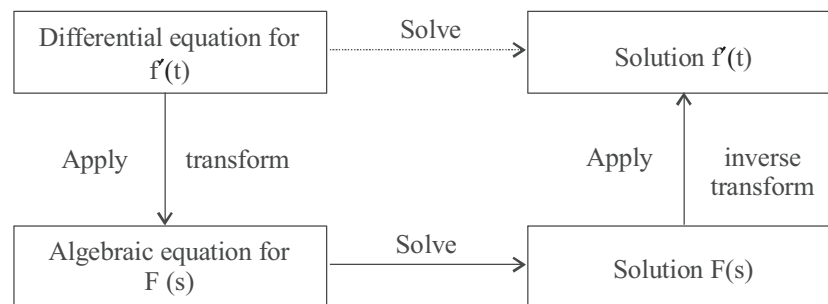 Differential equation for
f′(t)
Solve
Solution f′(t)
Apply transform
Apply inverse
transform
Algebraic equation for
F (s)
Solve
Solution F(s)